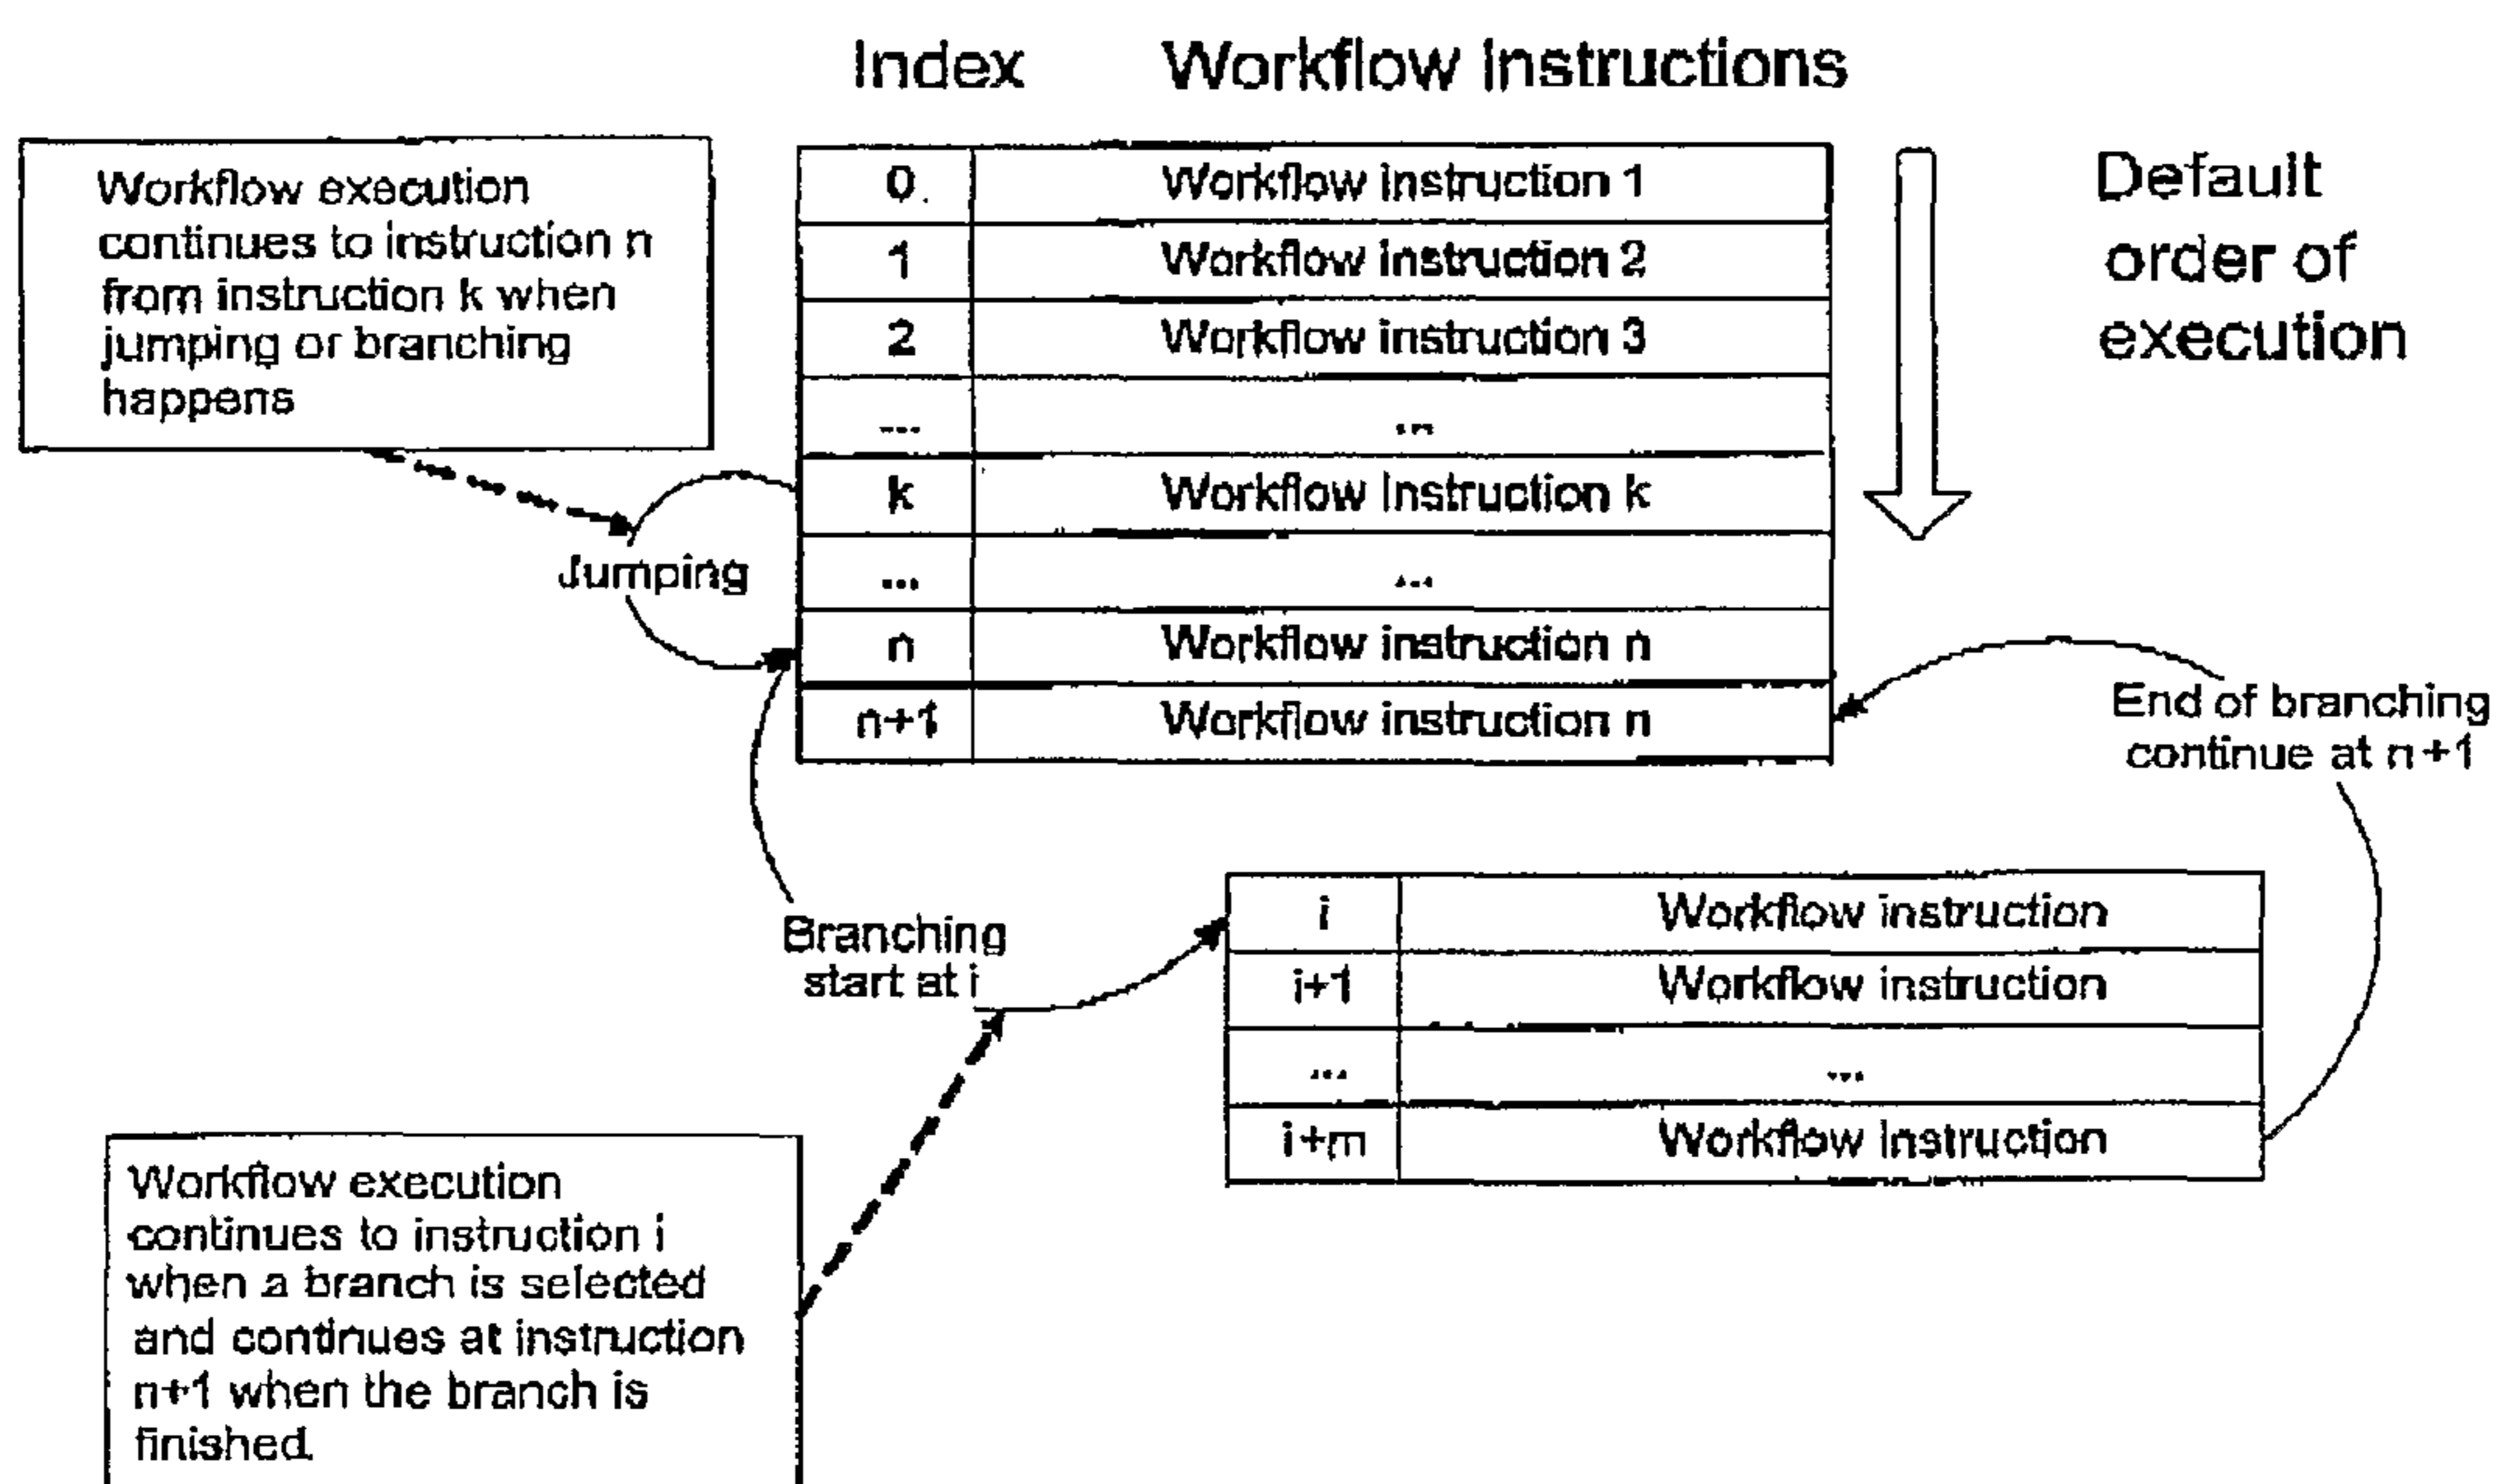 Index Workflow Instructions
Workflow execution
continues to instruction n
from instruction k when
jumping or branching
happens
0 Workflow instruction 1
1 Workflow instruction 2
2 Workflow instruction 3
... ...
k Workflow Instruction k
... ...
n Workflow instruction n
n+1 Workflow instruction n
Default
order of
execution
Jumping
End of branching
continue at n+1
Branching
start at i
i Workflow instruction
i+1 Workflow instruction
... ...
i+m Workflow Instruction
Workflow execution
continues to instruction i
when a branch is selected
and continues at instruction
n+1 when the branch is
finished.